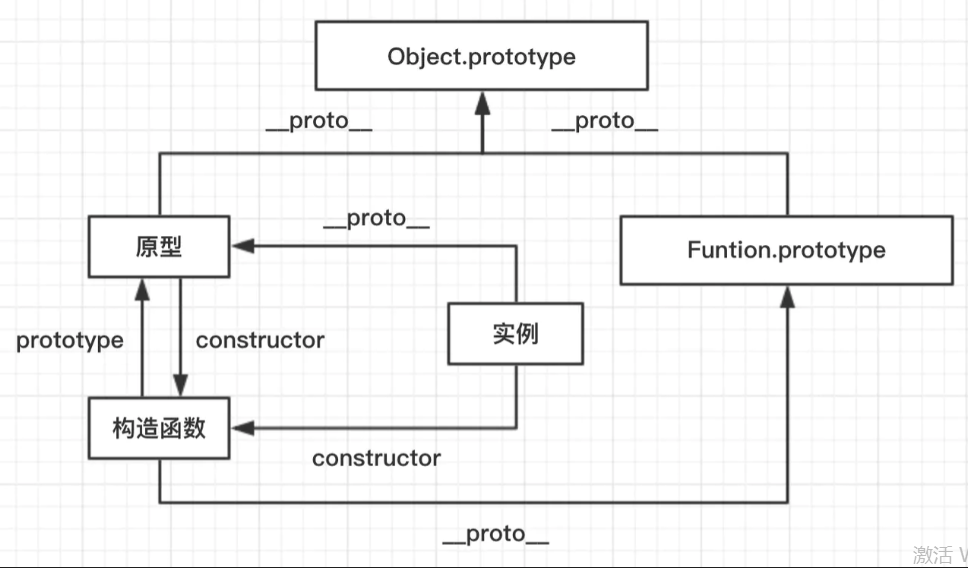 Object.prototype
__proto__ __proto__
__proto__
原型
Funtion.prototype
实例
prototype constructor
构造函数
constructor
__proto__
激活